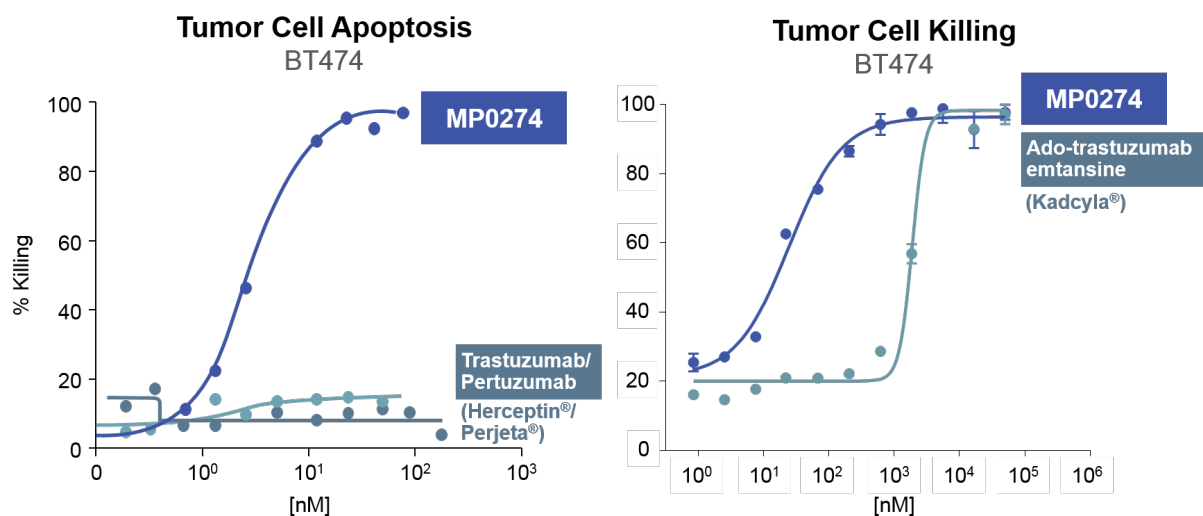 Tumor Cell Apoptosis
BT474
% Killing
100
80
60
40
20
0
MP0274
Trastuzumab/
Pertuzumab
(Herceptin®/
Perjeta®)
0
10⁰
10¹
10²
10³
[nM]
Tumor Cell Killing
BT474
100
80
60
40
20
0
MP0274
Ado-trastuzumab
emtansine
(Kadcyla®)
10⁰
10¹
10²
10³
10⁴
10⁵
10⁶
[nM]